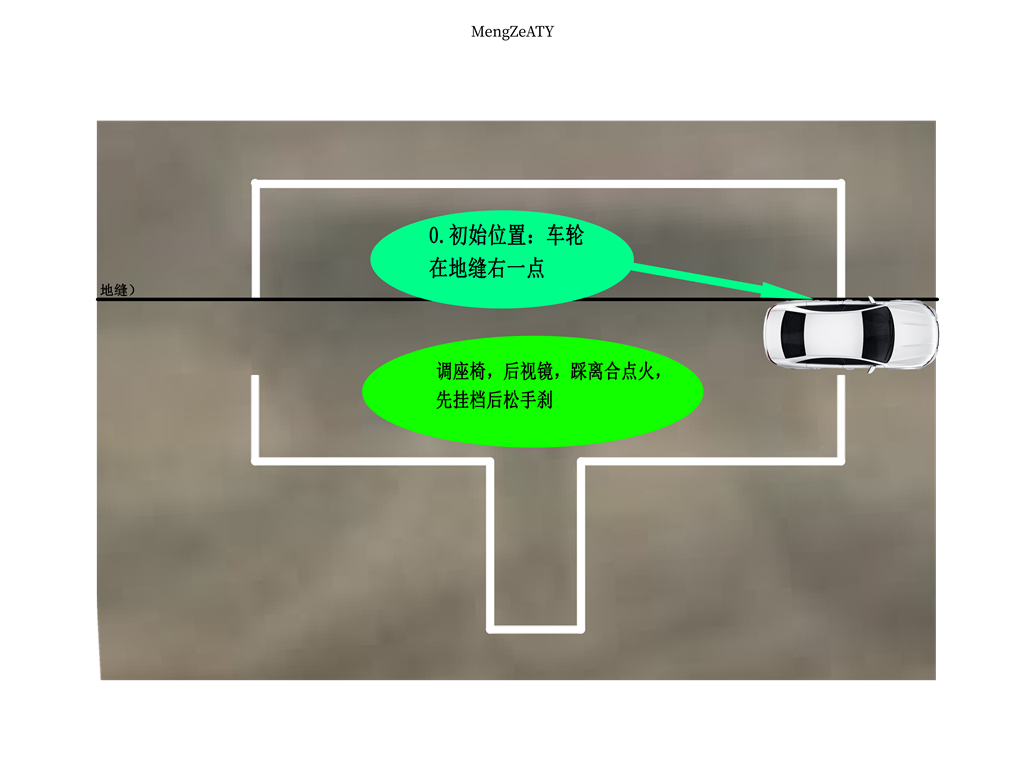 MengZeATY
0.初始位置：车轮
在地缝右一点
地缝）
调座椅，后视镜，踩离合点火，
先挂档后松手刹